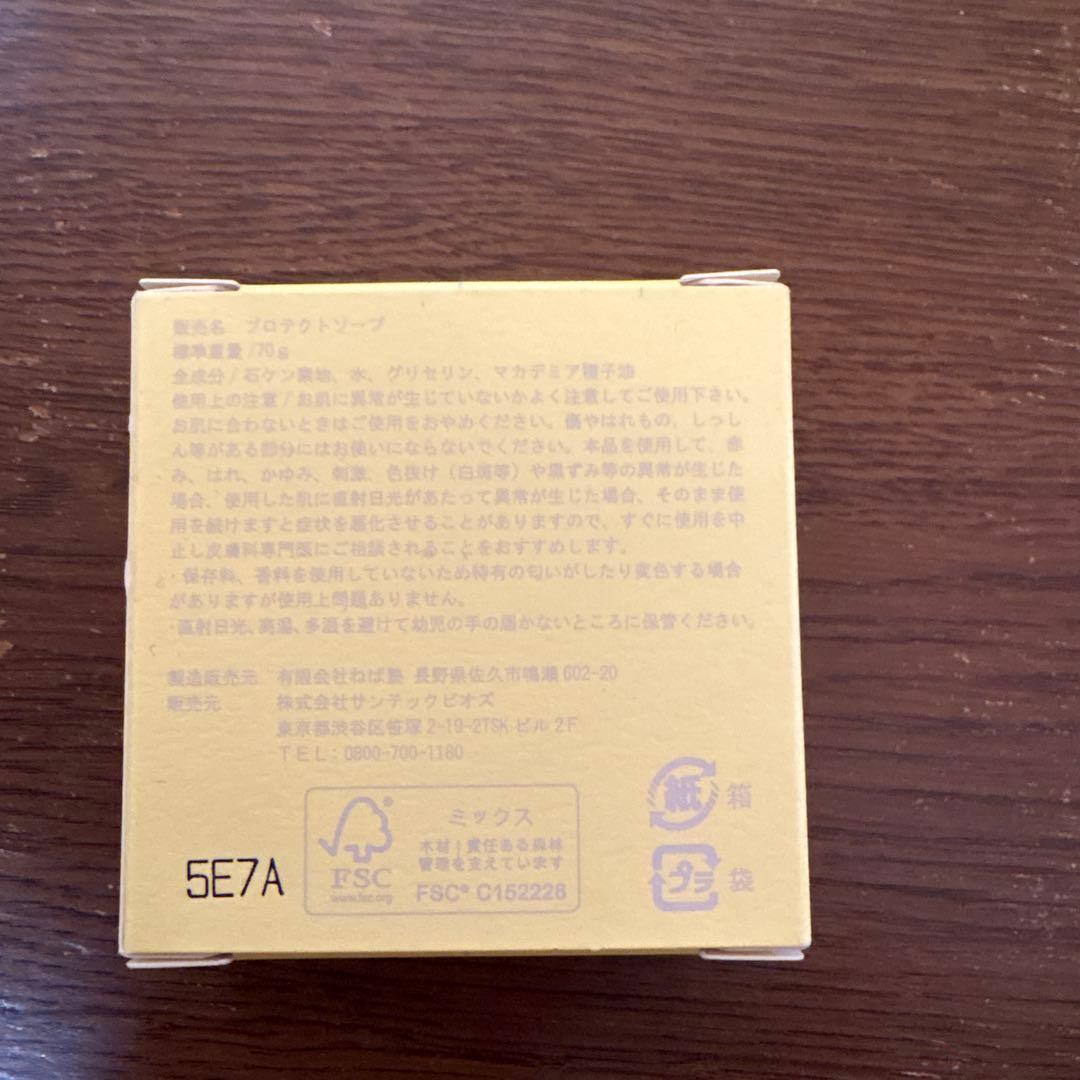 販売名　プロテクトソープ
標準重量/70g
全成分/石ケン素地、水、グリセリン、マカデミア種子油
使用上の注意/お肌に異常が生じていないかよく注意してご使用下さい。
お肌に合わないときはご使用をおやめください。傷やはれもの、しっし
ん等がある部分にはお使いにならないでください。本品を使用して、赤
み、はれ、かゆみ、刺激、色抜け（白斑等）や黒ずみ等の異常が生じた
場合、使用した肌に直射日光があたって異常が生じた場合、そのまま使
用を続けますと症状を悪化させることがありますので、すぐに使用を中
止し皮膚科専門医にご相談されることをおすすめします。
・保存料、香料を使用していないため特有の匂いがしたり変色する場合
がありますが使用上問題ありません。
・直射日光、高温、多湿を避けて幼児の手の届かないところに保管ください。
製造販売元　有限会社ねば塾 長野県佐久市鳴瀬602-20
販売元　株式会社サンテックビオズ
東京都渋谷区笹塚2-19-2TSKビル2F
TEL：0800-700-1180
紙 箱
プラ 袋
5E7A
FSC®
www.fsc.org
ミックス
木材｜責任ある森林
管理を支えています
FSC® C152228